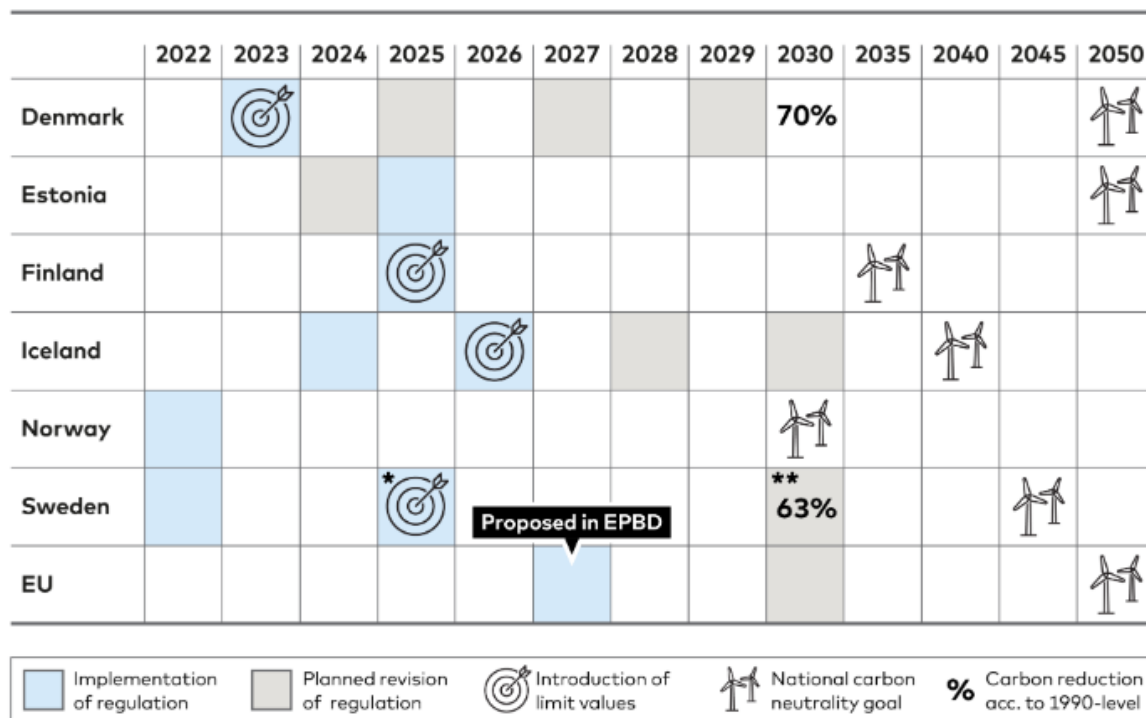 2022 2023 2024 2025 2026 2027 2028 2029 2030 2035 2040 2045 2050
Denmark 70%
Estonia
Finland
Iceland
Norway
Sweden * ** 63%
Proposed in EPBD
EU
Implementation of regulation
Planned revision of regulation
Introduction of limit values
National carbon neutrality goal
% Carbon reduction acc. to 1990-level